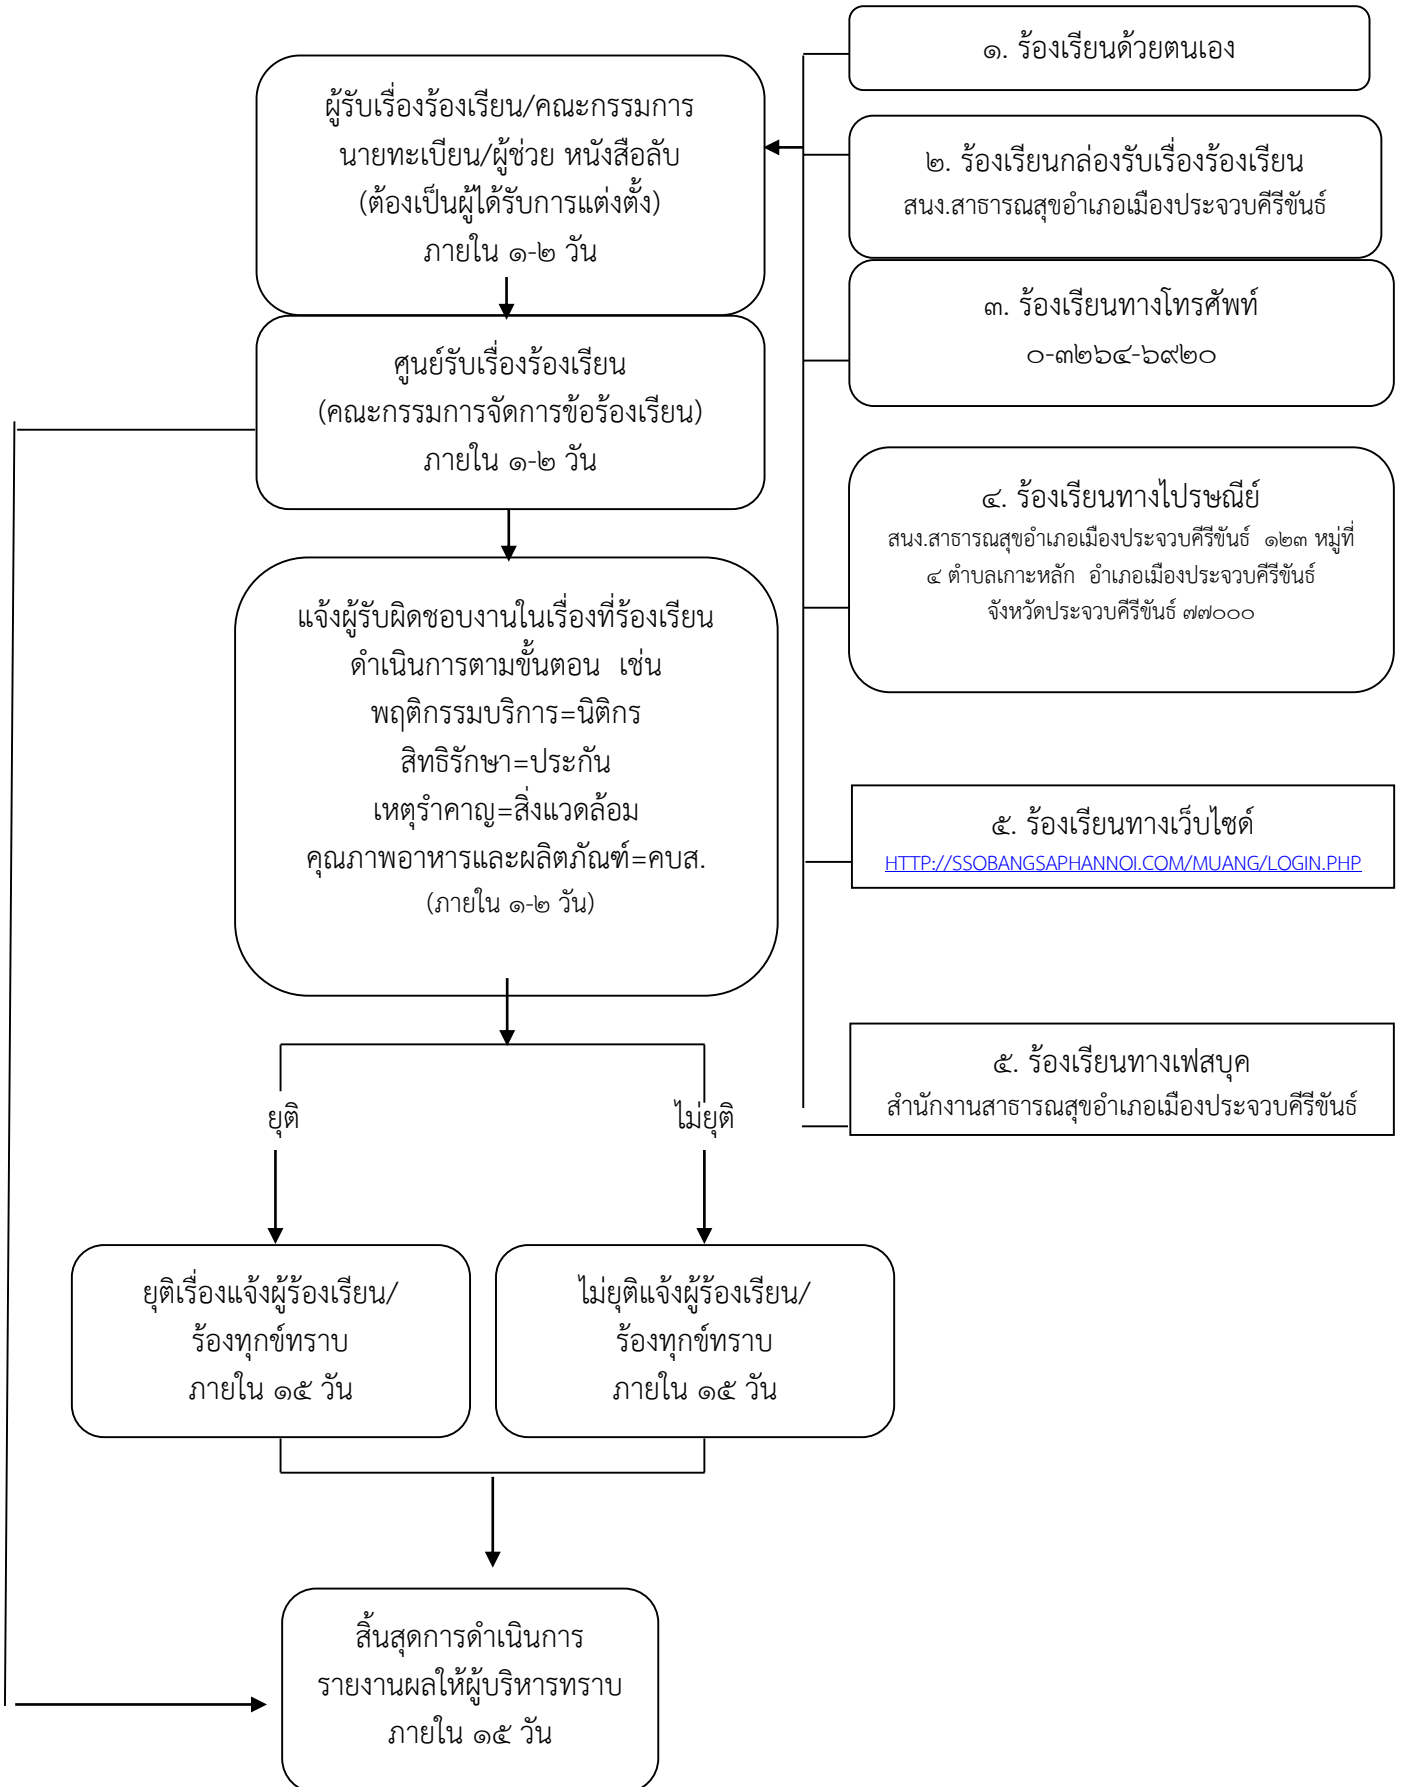 ๑. ร้องเรียนด้วยตนเอง
๒. ร้องเรียนกล่องรับเรื่องร้องเรียน
สนง.สาธารณสุขอำเภอเมืองประจวบคีรีขันธ์
๓. ร้องเรียนทางโทรศัพท์
๐-๓๒๖๔-๖๙๒๐
๔. ร้องเรียนทางไปรษณีย์
สนง.สาธารณสุขอำเภอเมืองประจวบคีรีขันธ์ ๑๒๓ หมู่ที่
๔ ตำบลเกาะหลัก อำเภอเมืองประจวบคีรีขันธ์
จังหวัดประจวบคีรีขันธ์ ๗๗๐๐๐
๕. ร้องเรียนทางเว็บไซด์
HTTP://SSOBANGSAPHANNOI.COM/MUANG/LOGIN.PHP
๕. ร้องเรียนทางเฟสบุค
สำนักงานสาธารณสุขอำเภอเมืองประจวบคีรีขันธ์
ผู้รับเรื่องร้องเรียน/คณะกรรมการ
นายทะเบียน/ผู้ช่วย หนังสือลับ
(ต้องเป็นผู้ได้รับการแต่งตั้ง)
ภายใน ๑-๒ วัน
ศูนย์รับเรื่องร้องเรียน
(คณะกรรมการจัดการข้อร้องเรียน)
ภายใน ๑-๒ วัน
แจ้งผู้รับผิดชอบงานในเรื่องที่ร้องเรียน
ดำเนินการตามขั้นตอน เช่น
พฤติกรรมบริการ=นิติกร
สิทธิรักษา=ประกัน
เหตุรำคาญ=สิ่งแวดล้อม
คุณภาพอาหารและผลิตภัณฑ์=คบส.
(ภายใน ๑-๒ วัน)
ยุติ
ไม่ยุติ
ยุติเรื่องแจ้งผู้ร้องเรียน/
ร้องทุกข์ทราบ
ภายใน ๑๕ วัน
ไม่ยุติแจ้งผู้ร้องเรียน/
ร้องทุกข์ทราบ
ภายใน ๑๕ วัน
สิ้นสุดการดำเนินการ
รายงานผลให้ผู้บริหารทราบ
ภายใน ๑๕ วัน